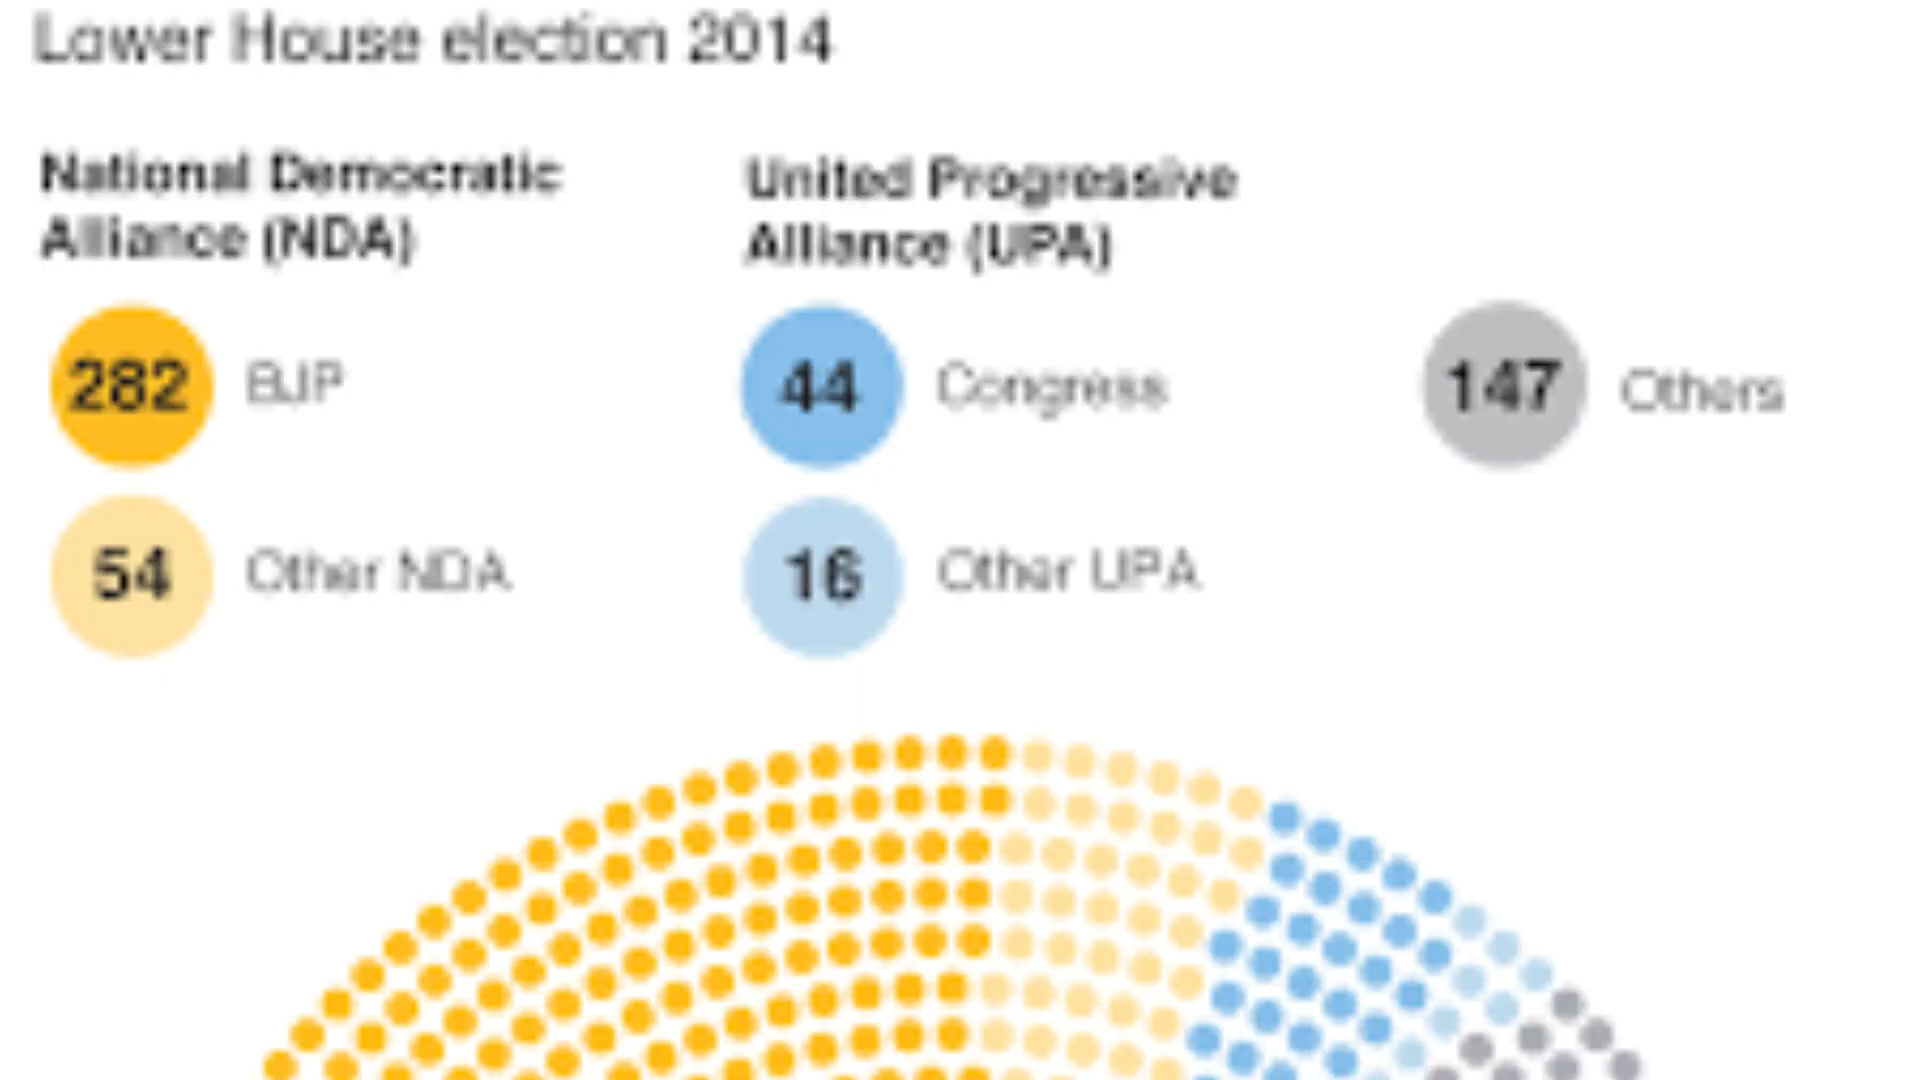 Lower House election 2014
National Democratic
Alliance (NDA)
United Progressive
Alliance (UPA)
282 BJP
44 Congress
147 Others
54 Other NDA
16 Other UPA